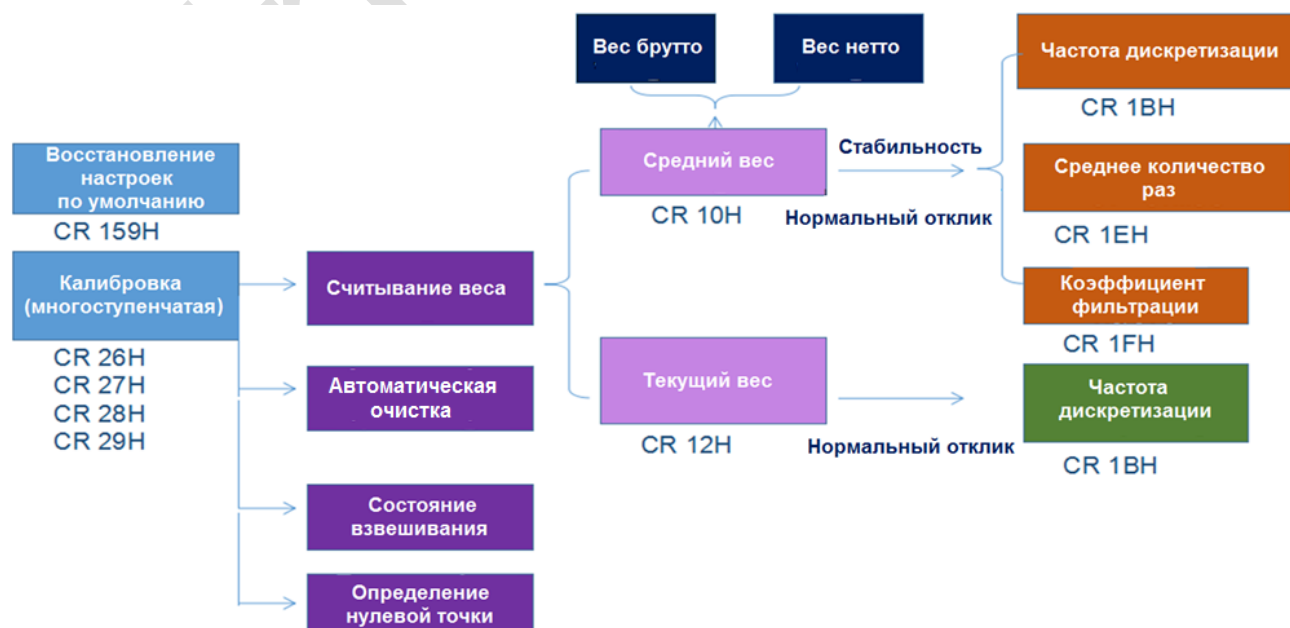 Вес брутто
Вес нетто
Частота дискретизации
CR 1BH
Восстановление
настроек
по умолчанию
CR 159H
Средний вес
CR 10H
Стабильность
Нормальный отклик
Среднее количество
раз
CR 1EH
Калибровка
(многоступенчатая)
CR 26H
CR 27H
CR 28H
CR 29H
Считывание веса
Коэффициент
фильтрации
CR 1FH
Автоматическая
очистка
Текущий вес
CR 12H
Нормальный отклик
Частота
дискретизации
CR 1BH
Состояние
взвешивания
Определение
нулевой точки